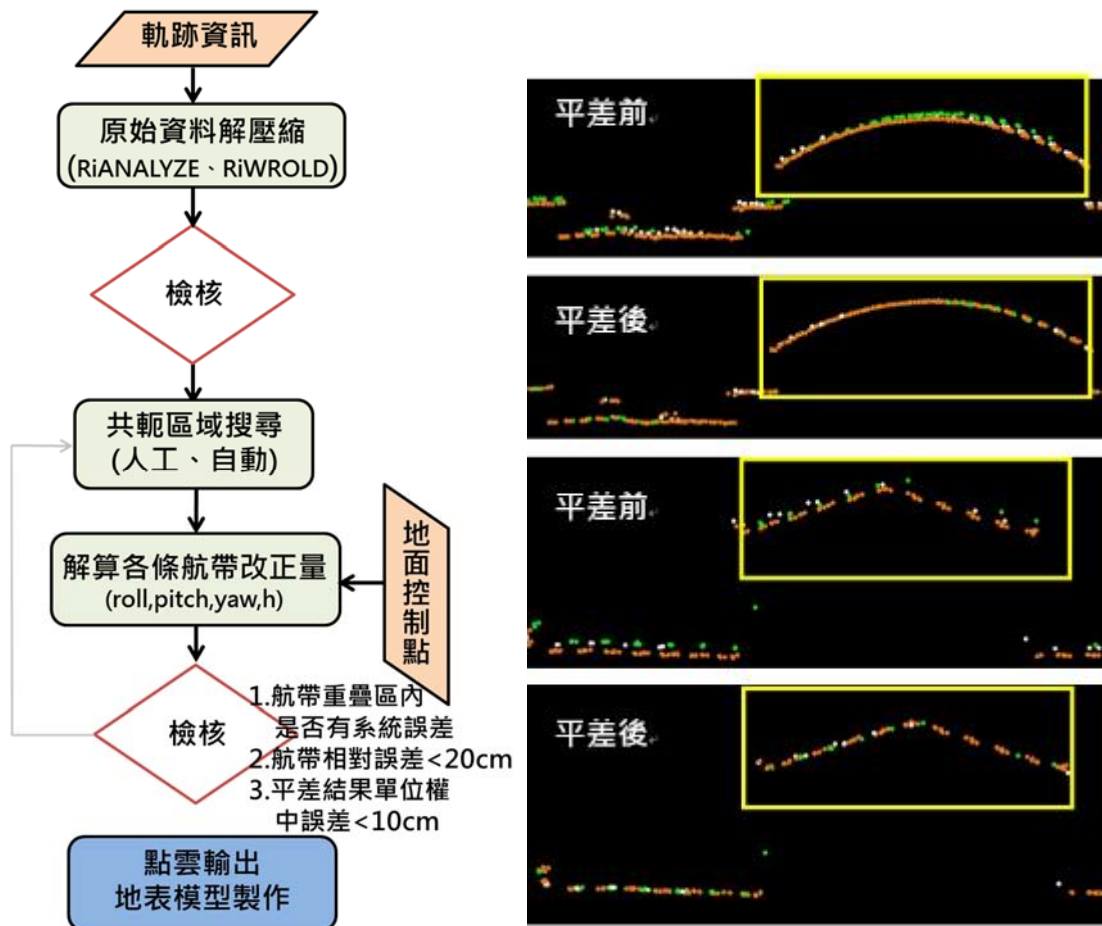 軌跡資訊
原始資料解壓縮
(RiANALYZE、RiWROLD)
檢核
共軛區域搜尋
(人工、自動)
解算各條航帶改正量
(roll,pitch,yaw,h)
地面控制點
檢核
1.航帶重疊區內
是否有系統誤差
2.航帶相對誤差<20cm
3.平差結果單位權
中誤差<10cm
點雲輸出
地表模型製作
平差前
平差後
平差前
平差後